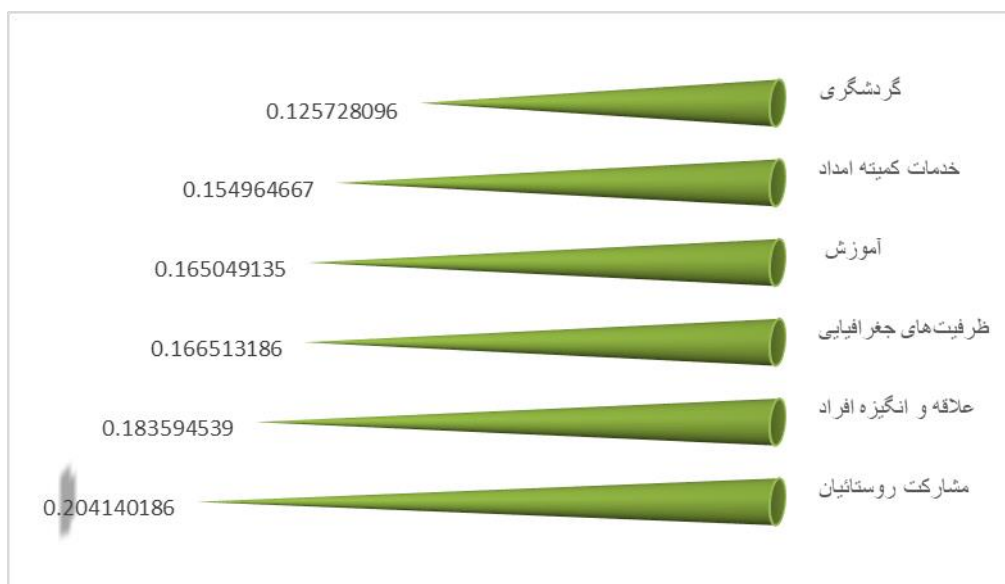 گردشگری
0.125728096
خدمات کمیته امداد
0.154964667
آموزش
0.165049135
ظرفیت‌های جغرافیایی
0.166513186
علاقه و انگیزه افراد
0.183594539
مشارکت روستائیان
0.204140186